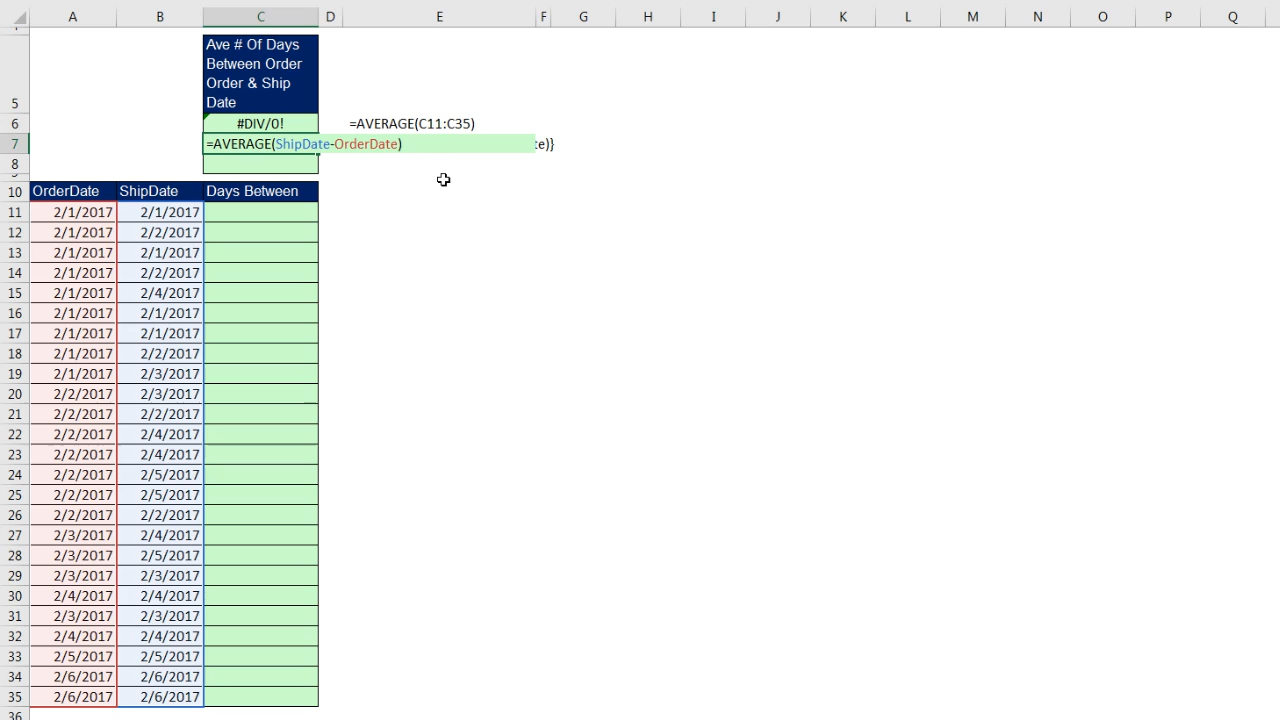 A B C D E F G H I J K L M N O P Q
Ave # Of Days
Between Order
Order & Ship
Date
5
6 #DIV/0! =AVERAGE(C11:C35)
7 =AVERAGE(ShipDate-OrderDate) te)}
8
9
10 OrderDate ShipDate Days Between
11 2/1/2017 2/1/2017
12 2/1/2017 2/2/2017
13 2/1/2017 2/1/2017
14 2/1/2017 2/2/2017
15 2/1/2017 2/4/2017
16 2/1/2017 2/1/2017
17 2/1/2017 2/1/2017
18 2/1/2017 2/2/2017
19 2/1/2017 2/3/2017
20 2/2/2017 2/3/2017
21 2/2/2017 2/2/2017
22 2/2/2017 2/4/2017
23 2/2/2017 2/4/2017
24 2/2/2017 2/5/2017
25 2/2/2017 2/5/2017
26 2/2/2017 2/2/2017
27 2/3/2017 2/4/2017
28 2/3/2017 2/5/2017
29 2/3/2017 2/3/2017
30 2/4/2017 2/4/2017
31 2/3/2017 2/3/2017
32 2/4/2017 2/4/2017
33 2/5/2017 2/5/2017
34 2/6/2017 2/6/2017
35 2/6/2017 2/6/2017
36